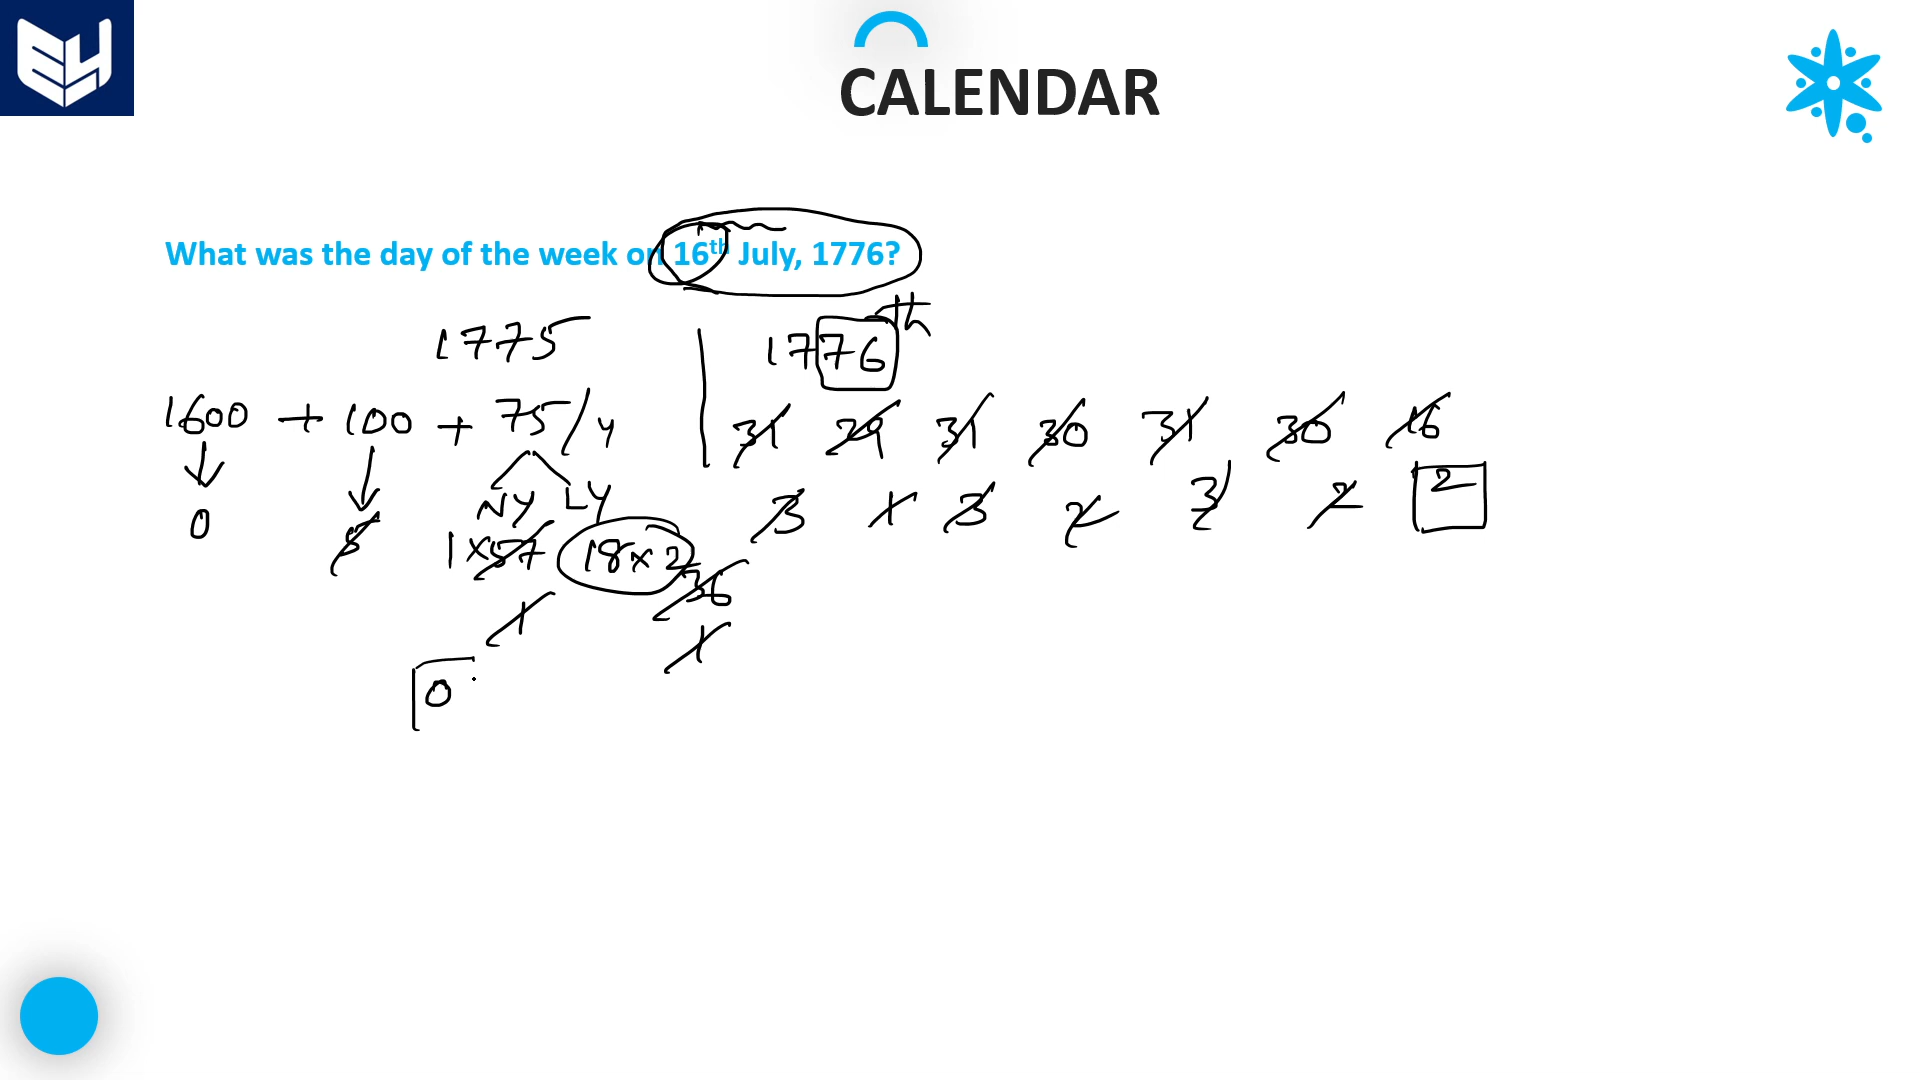 CALENDAR
What was the day of the week on 16th July, 1776?
1775 1776th
1600 + 100 + 75/y 31 29 31 30 31 30 16
NY LY 3 1 3 2 3 2 2
0 5 1×57 18×2 36
1 1
0